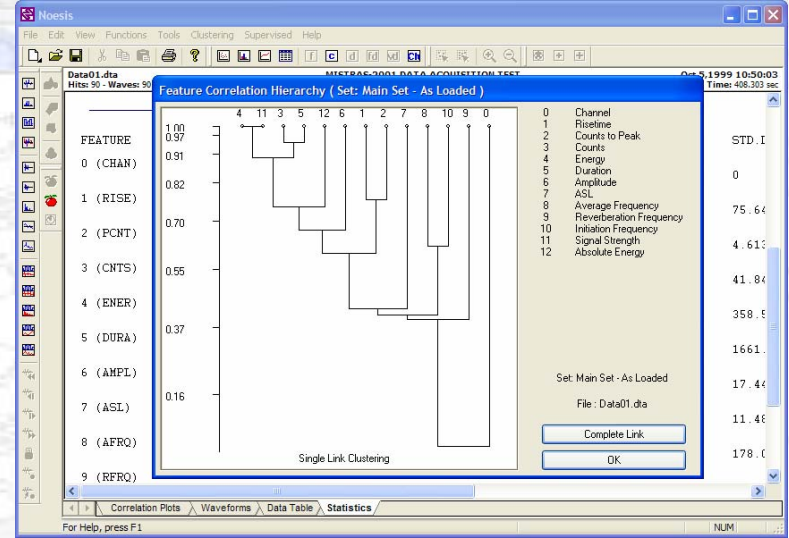 Noesis
File Edit View Functions Tools Clustering Supervised Help
Data01.dta MISTRAS-2001 DATA ACQUISITION TEST Oct 5,1999 10:50:03
Hits: 90 - Waves: 90 Time: 408.303 sec
Feature Correlation Hierarchy ( Set: Main Set - As Loaded )
4 11 3 5 12 6 1 2 7 8 10 9 0
1.00
0.97
0.91
0.82
0.70
0.55
0.37
0.16
Single Link Clustering
0 Channel
1 Risetime
2 Counts to Peak
3 Counts
4 Energy
5 Duration
6 Amplitude
7 ASL
8 Average Frequency
9 Reverberation Frequency
10 Initiation Frequency
11 Signal Strength
12 Absolute Energy
Set: Main Set - As Loaded
File : Data01.dta
Complete Link
OK
FEATURE STD.
0 (CHAN) 0
1 (RISE) 75.64
2 (PCNT) 4.613
3 (CNTS) 41.84
4 (ENER) 358.5
5 (DURA) 1661.
6 (AMPL) 17.44
7 (ASL) 11.48
8 (AFRQ) 178.
9 (RFRQ)
Correlation Plots Waveforms Data Table Statistics
For Help, press F1 NUM